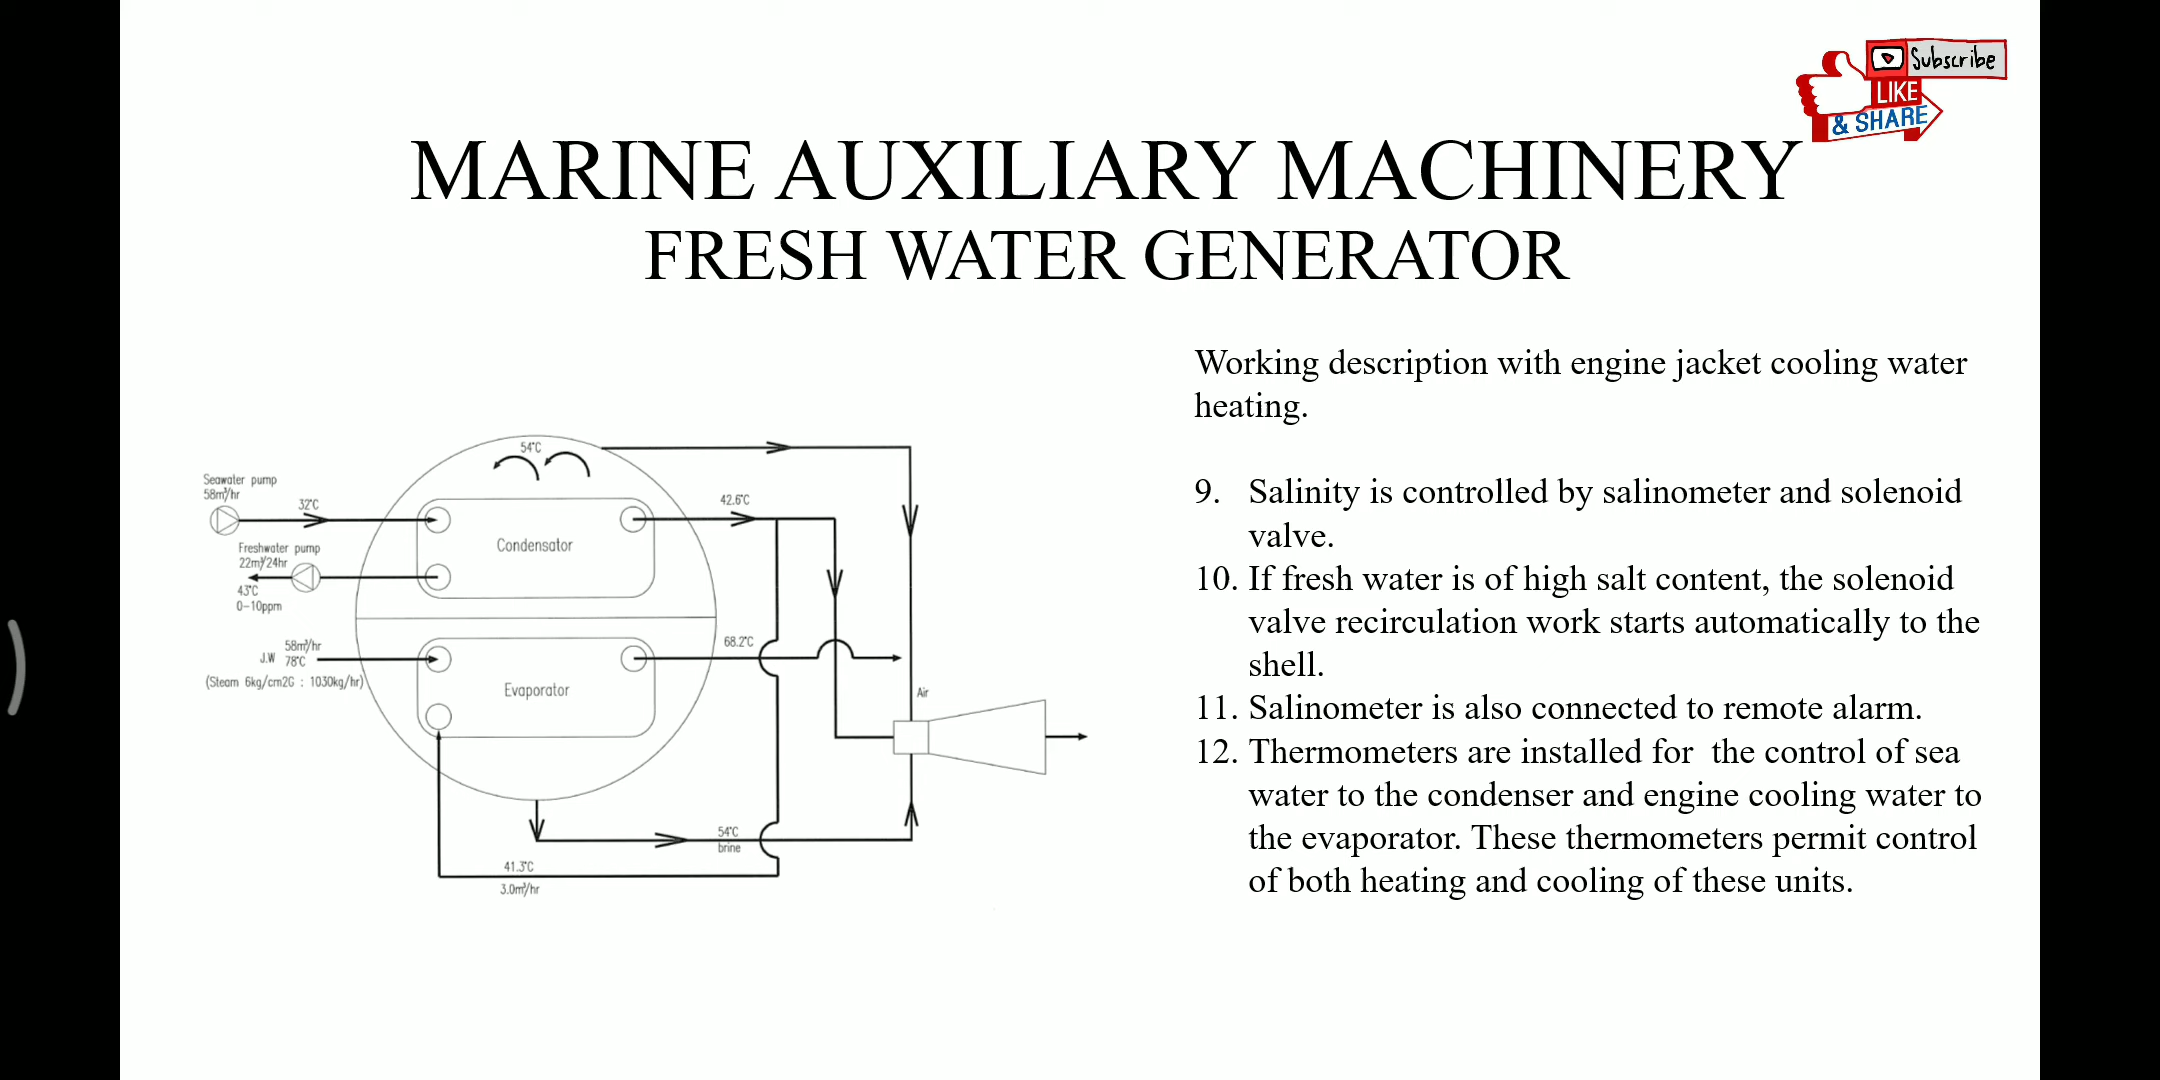 Subscribe
LIKE
& SHARE
MARINE AUXILIARY MACHINERY
FRESH WATER GENERATOR
Working description with engine jacket cooling water
heating.
9. Salinity is controlled by salinometer and solenoid
valve.
10. If fresh water is of high salt content, the solenoid
valve recirculation work starts automatically to the
shell.
11. Salinometer is also connected to remote alarm.
12. Thermometers are installed for the control of sea
water to the condenser and engine cooling water to
the evaporator. These thermometers permit control
of both heating and cooling of these units.
54°C
Seawater pump
58m³/hr
32°C
42.6°C
Condensator
Freshwater pump
22m³/24hr
43°C
0-10ppm
58m³/hr
J.W 78°C
(Steam 6kg/cm2G : 1030kg/hr)
68.2°C
Evaporator
Air
54°C
brine
41.3°C
3.0m³/hr